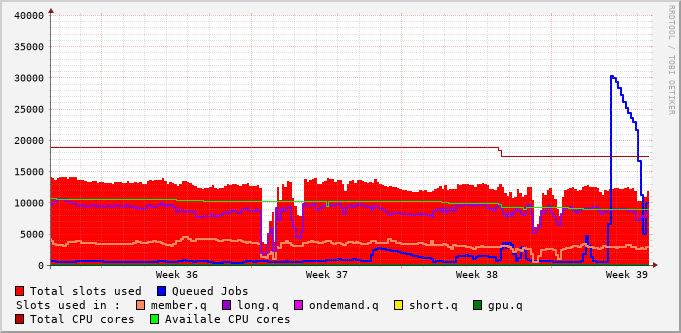 40000
35000
30000
25000
20000
15000
10000
5000
0
Week 36 Week 37 Week 38 Week 39
RRDTOOL / TOBI OETIKER
Total slots used Queued Jobs
Slots used in : member.q long.q ondemand.q short.q gpu.q
Total CPU cores Availale CPU cores